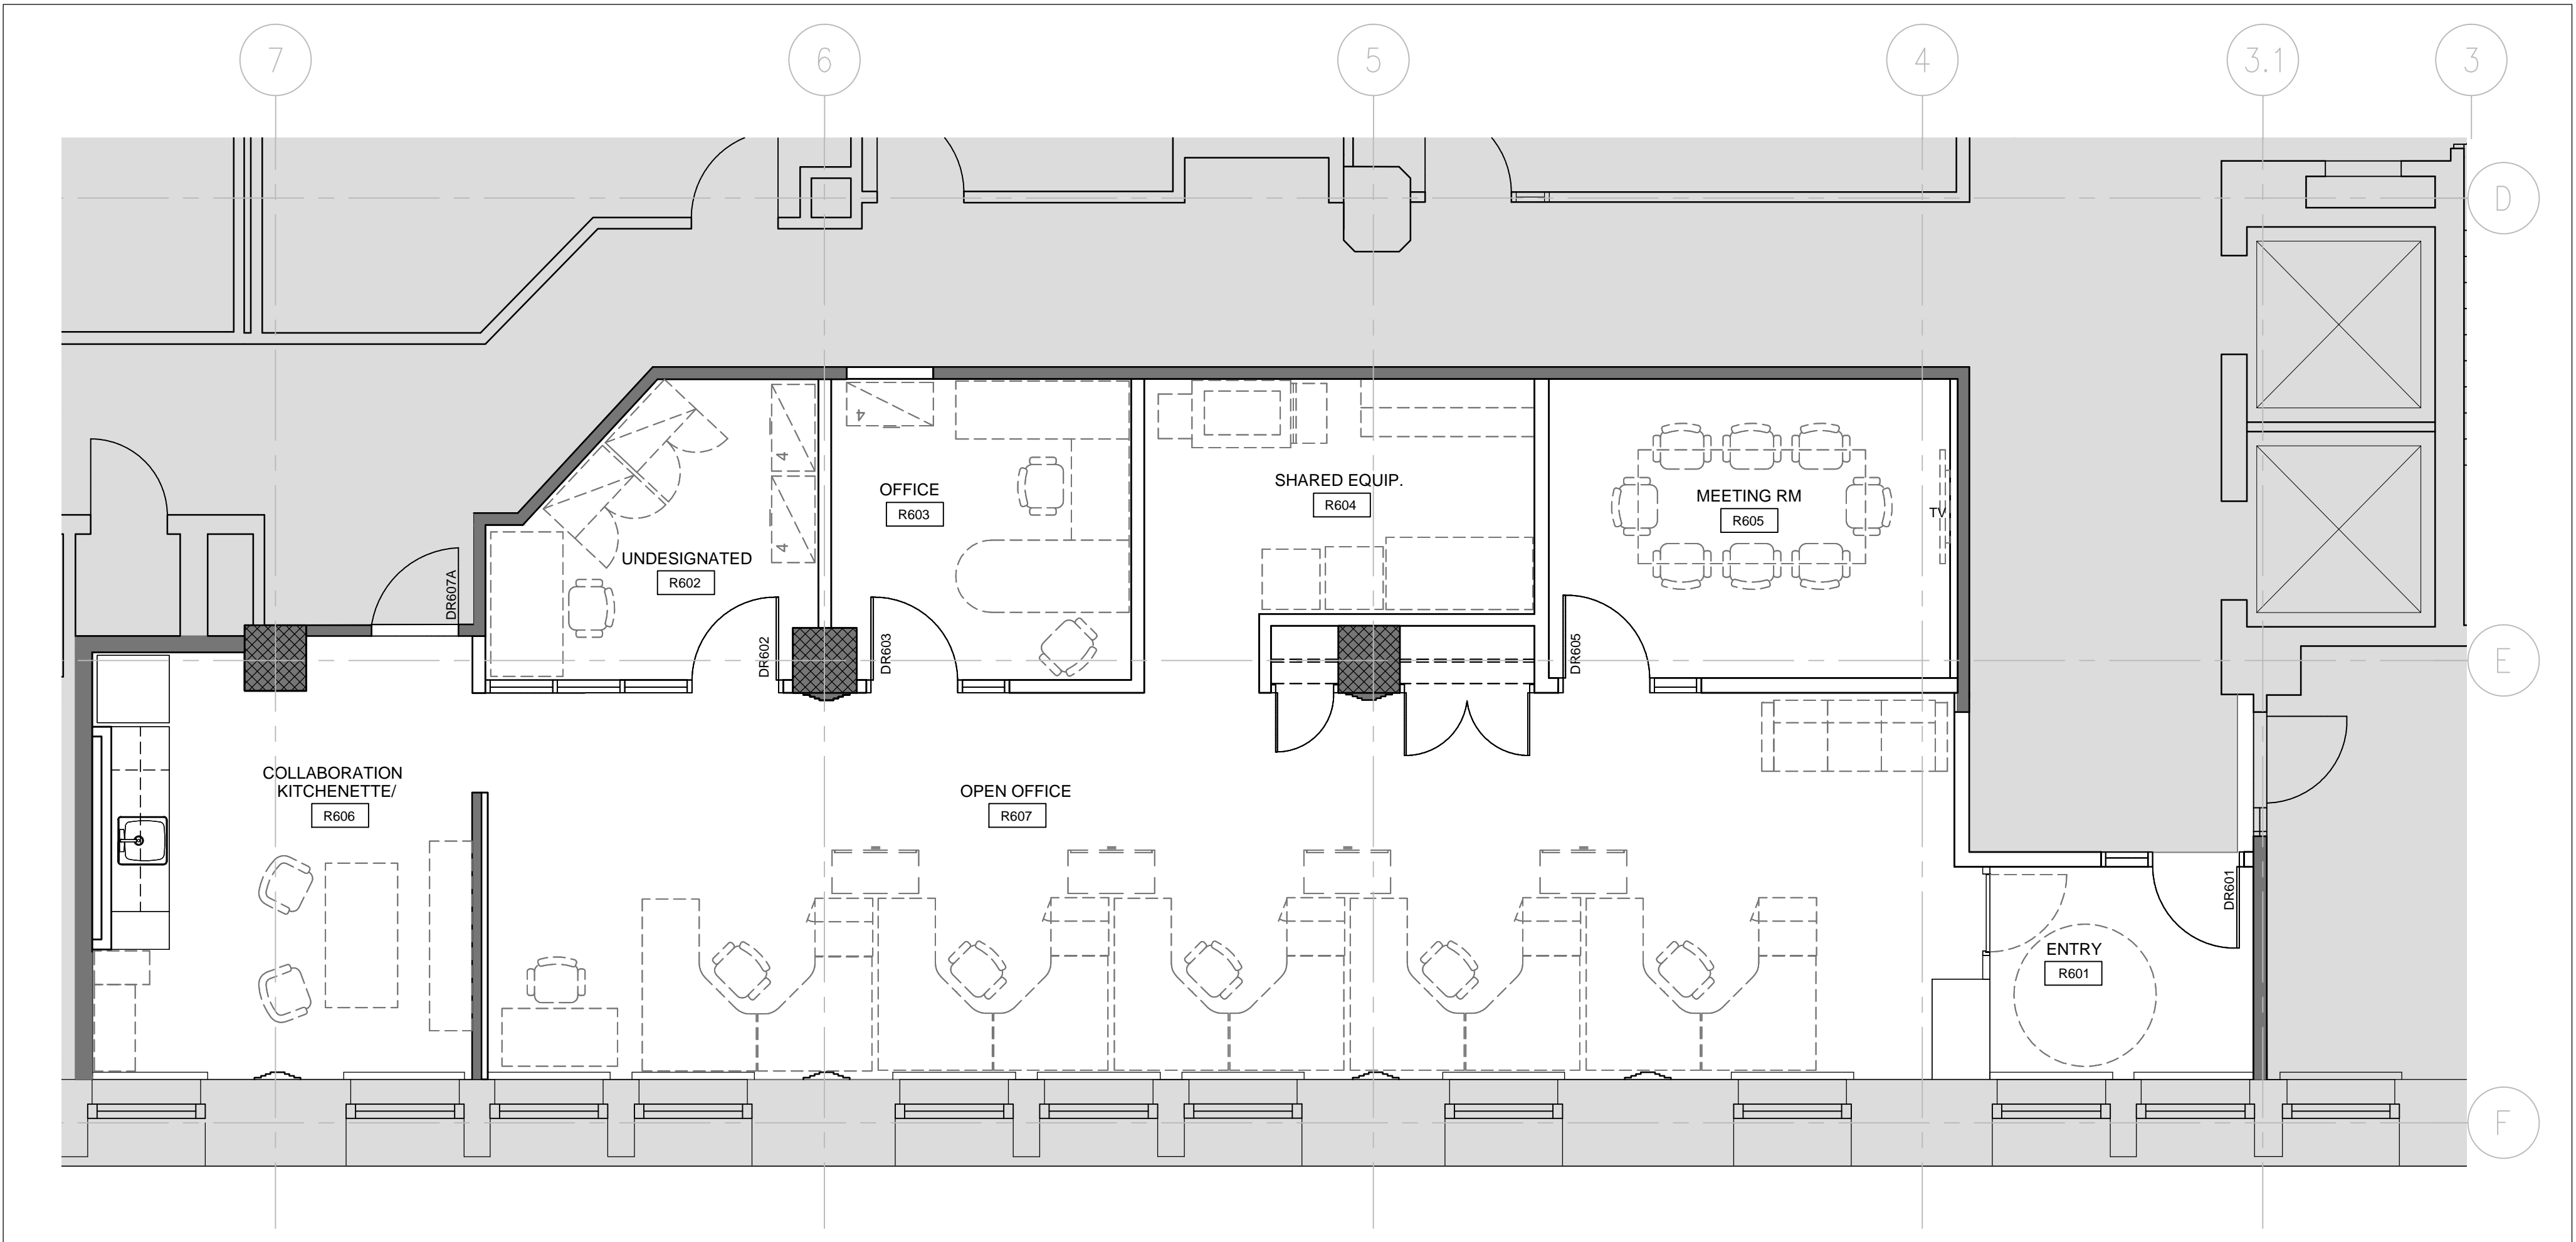 7
6
5
4
3.1
3
D
E
F
UNDESIGNATED
R602
4
4
OFFICE
R603
4
SHARED EQUIP.
R604
MEETING RM
R605
TV
DR607A
DR602
DR603
DR605
COLLABORATION
KITCHENETTE/
R606
OPEN OFFICE
R607
DR601
ENTRY
R601